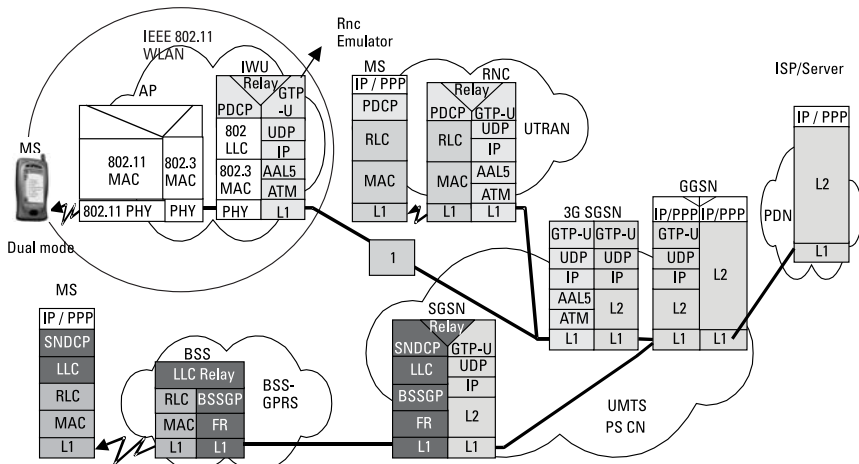 IEEE 802.11
WLAN
Rnc
Emulator
AP
IWU
Relay
GTP
-U
PDCP
802
LLC
UDP
IP
802.11
MAC
802.3
MAC
802.3
MAC
AAL5
ATM
802.11 PHY
PHY
PHY
L1
MS
Dual mode
MS
IP / PPP
PDCP
RLC
MAC
L1
RNC
Relay
PDCP
GTP-U
RLC
UDP
IP
MAC
AAL5
ATM
L1
L1
UTRAN
ISP/Server
IP / PPP
L2
L1
PDN
1
3G SGSN
GTP-U
GTP-U
UDP
UDP
IP
IP
AAL5
ATM
L2
L1
L1
GGSN
IP/PPP
IP/PPP
GTP-U
UDP
IP
L2
L2
L1
L1
MS
IP / PPP
SNDCP
LLC
RLC
MAC
L1
BSS
LLC Relay
RLC
BSSGP
MAC
FR
L1
L1
BSS-
GPRS
SGSN
Relay
SNDCP
GTP-U
LLC
UDP
IP
BSSGP
L2
FR
L1
L1
UMTS
PS CN